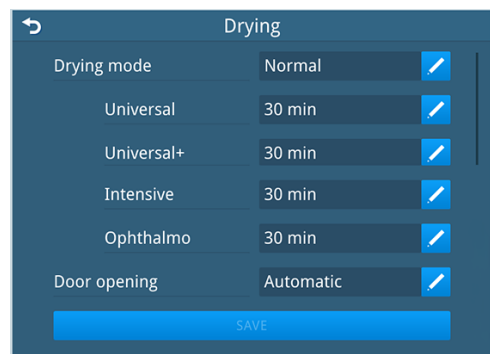 Drying
Drying mode Normal
Universal 30 min
Universal+ 30 min
Intensive 30 min
Ophthalmo 30 min
Door opening Automatic
SAVE